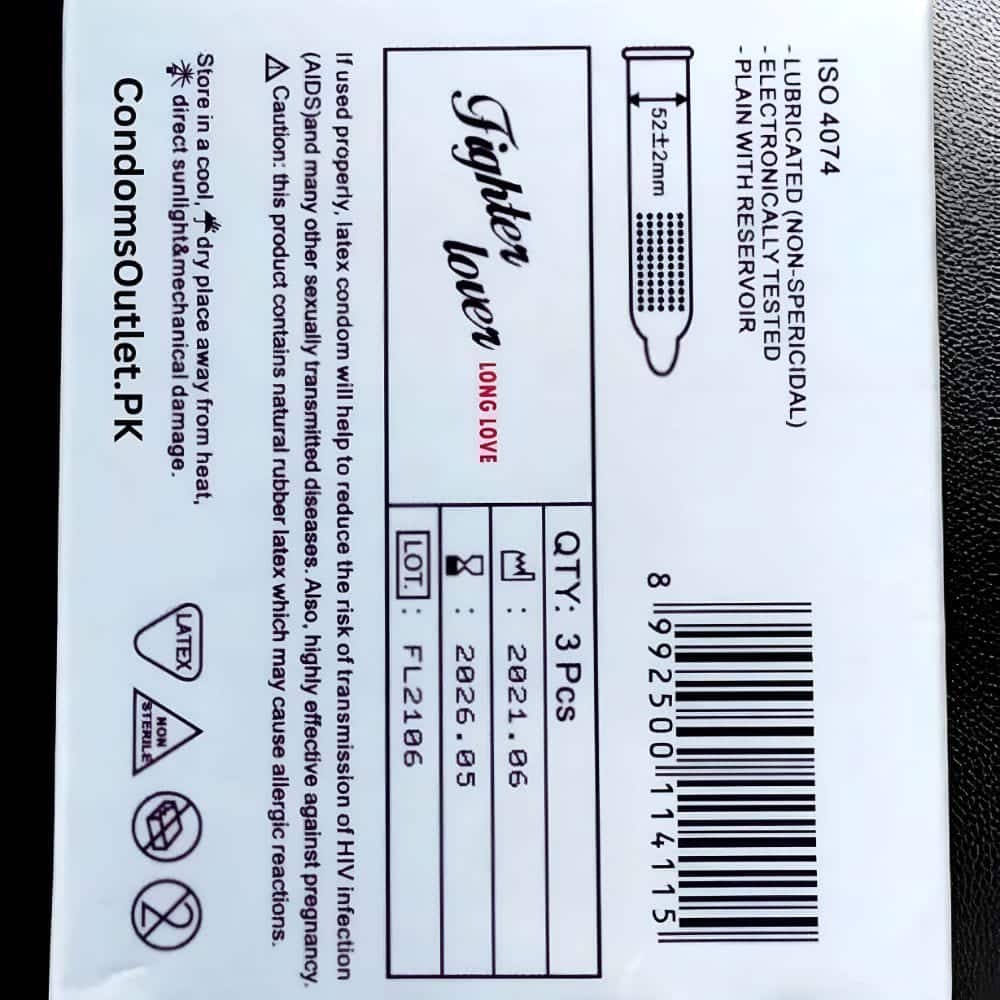 ISO 4074
-LUBRICATED (NON-SPERICIDAL)
-ELECTRONICALLY TESTED
-PLAIN WITH RESERVOIR
52±2mm
8 992500 114115
Fighter lover LONG LOVE
QTY: 3 Pcs
: 2021.06
: 2026.05
LOT. : FL2106
If used properly, latex condom will help to reduce the risk of transmission of HIV infection
(AIDS)and many other sexually transmitted diseases. Also, highly effective against pregnancy.
Caution: this product contains natural rubber latex which may cause allergic reactions.
Store in a cool, dry place away from heat,
direct sunlight&mechanical damage.
LATEX
NON
STERILE
2
CondomsOutlet.PK